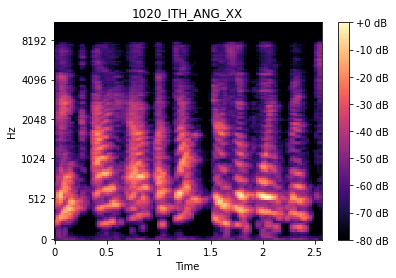 1020_ITH_ANG_XX
+0 dB
8192
-10 dB
4096
-20 dB
-30 dB
2048
Hz
-40 dB
1024
-50 dB
512
-60 dB
-70 dB
0
-80 dB
0 0.5 1 1.5 2 2.5
Time